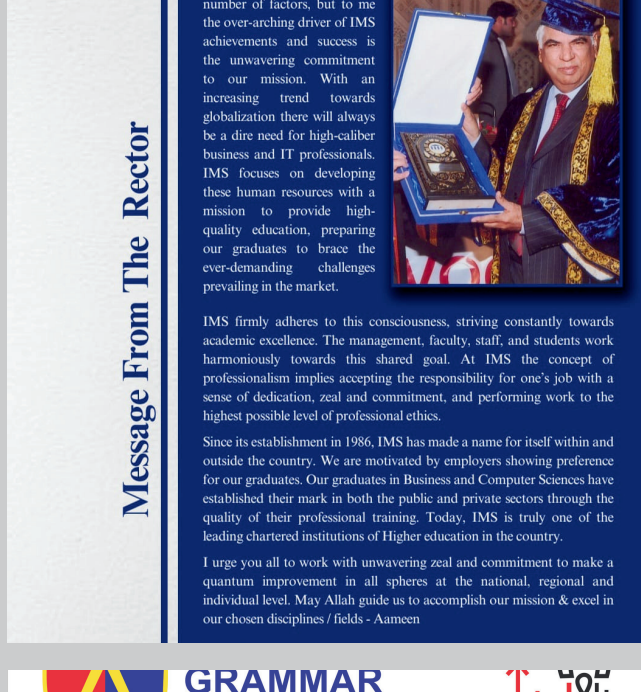 number of factors, but to me
the over-arching driver of IMS
achievements and success is
the unwavering commitment
to our mission. With an
increasing trend towards
globalization there will always
be a dire need for high-caliber
business and IT professionals.
IMS focuses on developing
these human resources with a
mission to provide high-
quality education, preparing
our graduates to brace the
ever-demanding challenges
prevailing in the market.
Message From The Rector
IMS firmly adheres to this consciousness, striving constantly towards
academic excellence. The management, faculty, staff, and students work
harmoniously towards this shared goal. At IMS the concept of
professionalism implies accepting the responsibility for one's job with a
sense of dedication, zeal and commitment, and performing work to the
highest possible level of professional ethics.
Since its establishment in 1986, IMS has made a name for itself within and
outside the country. We are motivated by employers showing preference
for our graduates. Our graduates in Business and Computer Sciences have
established their mark in both the public and private sectors through the
quality of their professional training. Today, IMS is truly one of the
leading chartered institutions of Higher education in the country.
I urge you all to work with unwavering zeal and commitment to make a
quantum improvement in all spheres at the national, regional and
individual level. May Allah guide us to accomplish our mission & excel in
our chosen disciplines / fields - Aameen
GRAMMAR